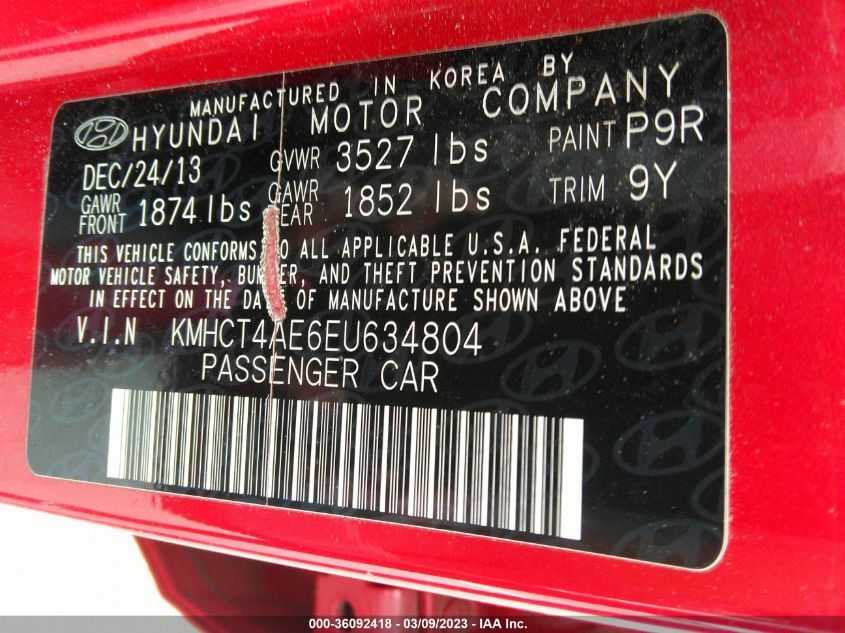 MANUFACTURED IN KOREA BY
HYUNDAI MOTOR COMPANY
DEC/24/13 GVWR 3527 lbs PAINT P9R
GAWR FRONT 1874 lbs GAWR REAR 1852 lbs TRIM 9Y
THIS VEHICLE CONFORMS TO ALL APPLICABLE U.S.A. FEDERAL
MOTOR VEHICLE SAFETY, BUMPER, AND THEFT PREVENTION STANDARDS
IN EFFECT ON THE DATE OF MANUFACTURE SHOWN ABOVE
V.I.N KMHCT4AE6EU634804
PASSENGER CAR
000-36092418 - 03/09/2023 - IAA Inc.